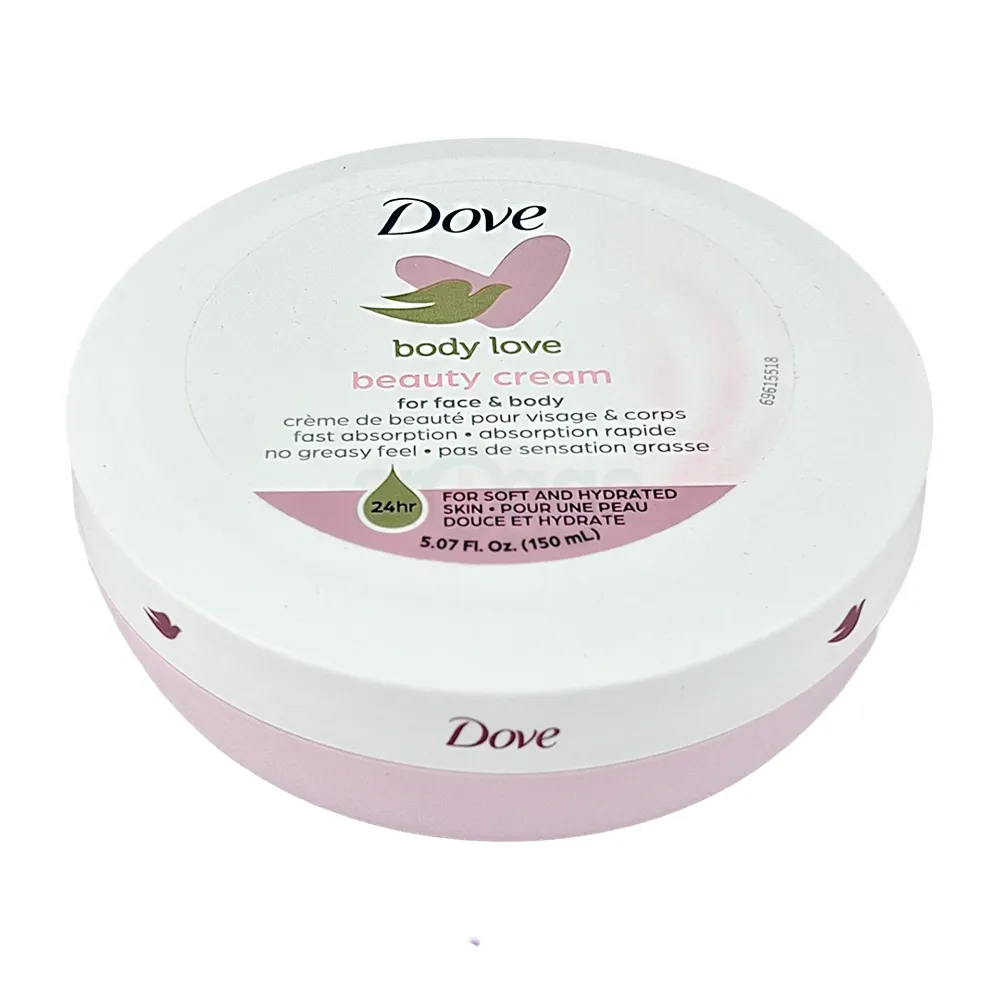 Dove
body love
beauty cream
for face & body
crème de beauté pour visage & corps
fast absorption • absorption rapide
no greasy feel • pas de sensation grasse
24hr
FOR SOFT AND HYDRATED
SKIN • POUR UNE PEAU
DOUCE ET HYDRATE
5.07 Fl. Oz. (150 mL)
69615518
Dove